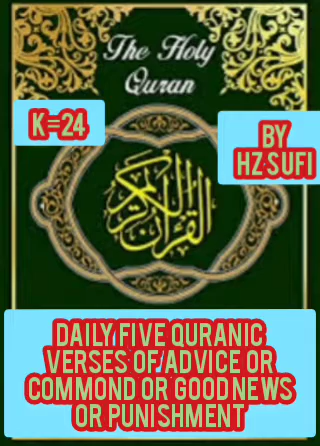 The Holy
Quran
K=24
BY
HZ SUFI
القرآن الكريم
DAILY FIVE QURANIC
VERSES OF ADVICE OR
COMMOND OR GOOD NEWS
OR PUNISHMENT